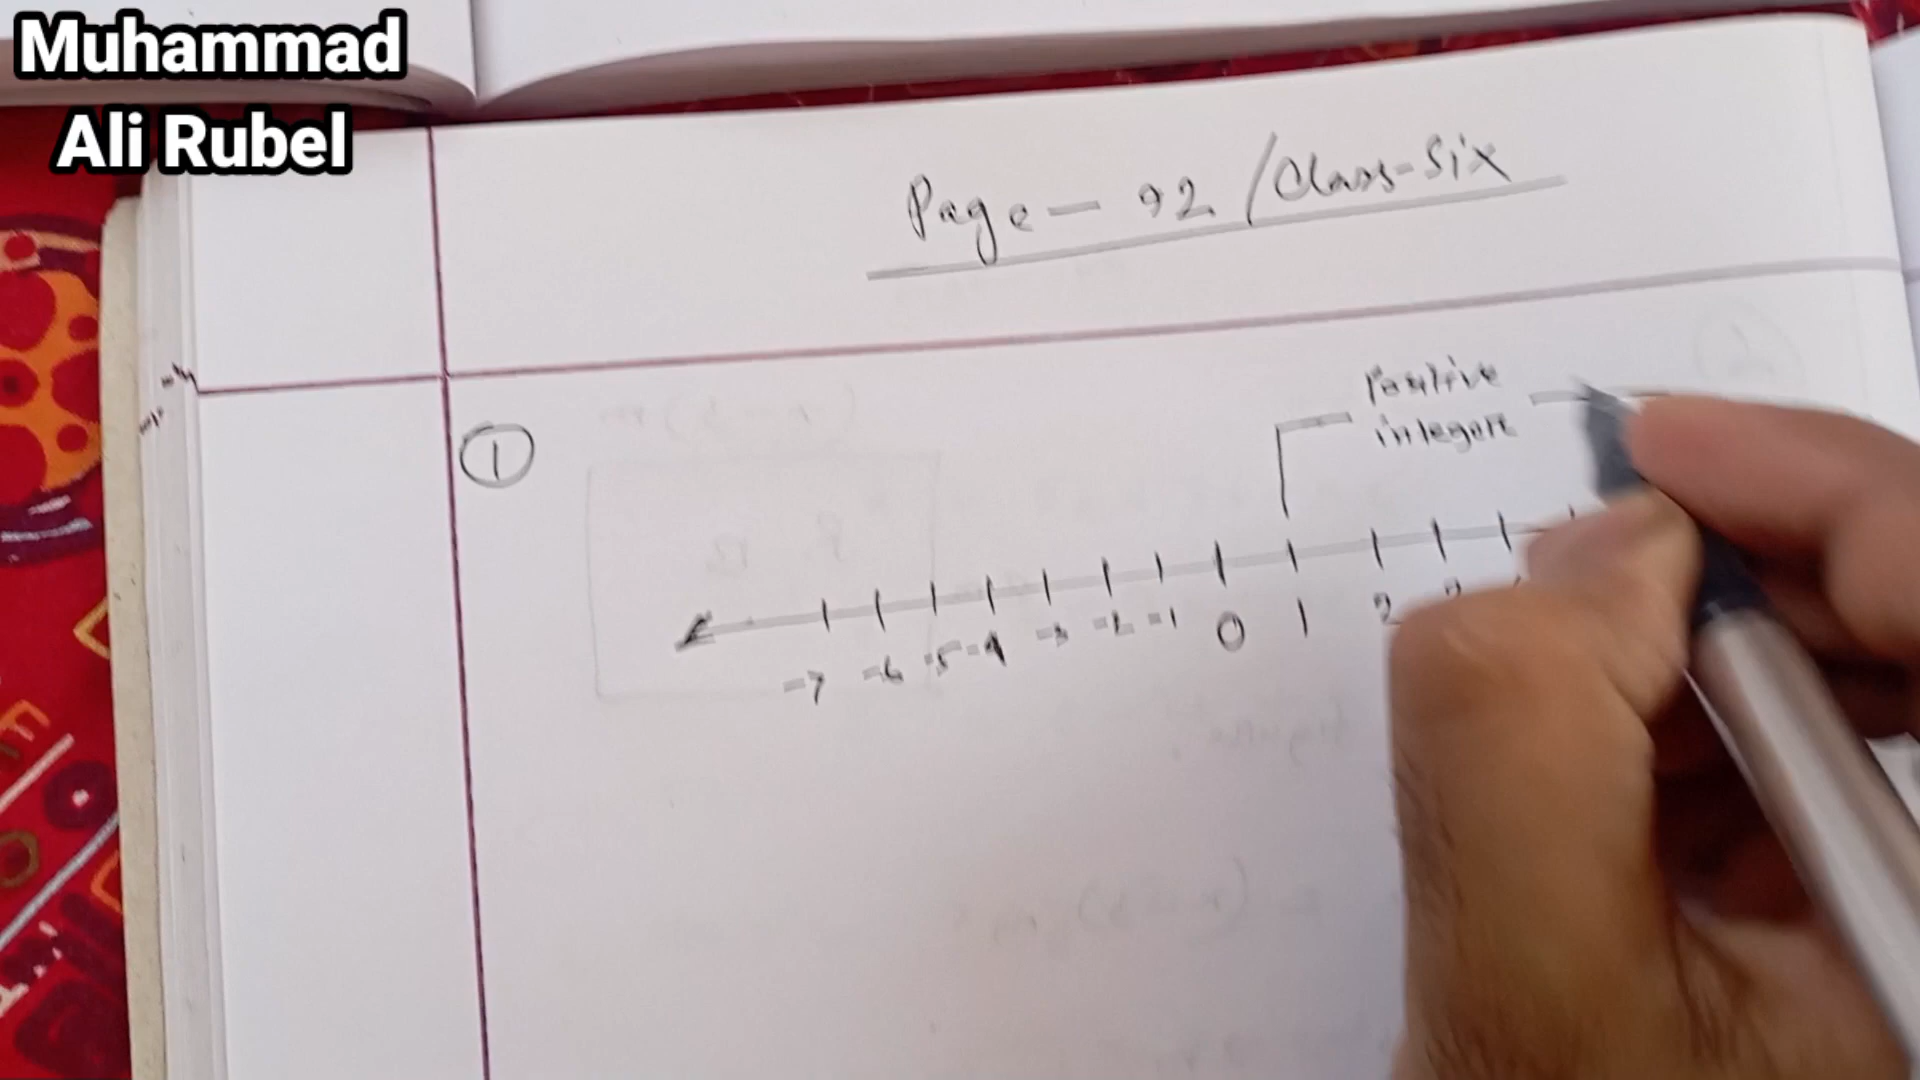 Muhammad
Ali Rubel
Page - 92 / Class-Six
①
Positive
integers
-7 -6 -5 -4 -3 -2 -1 0 1 2